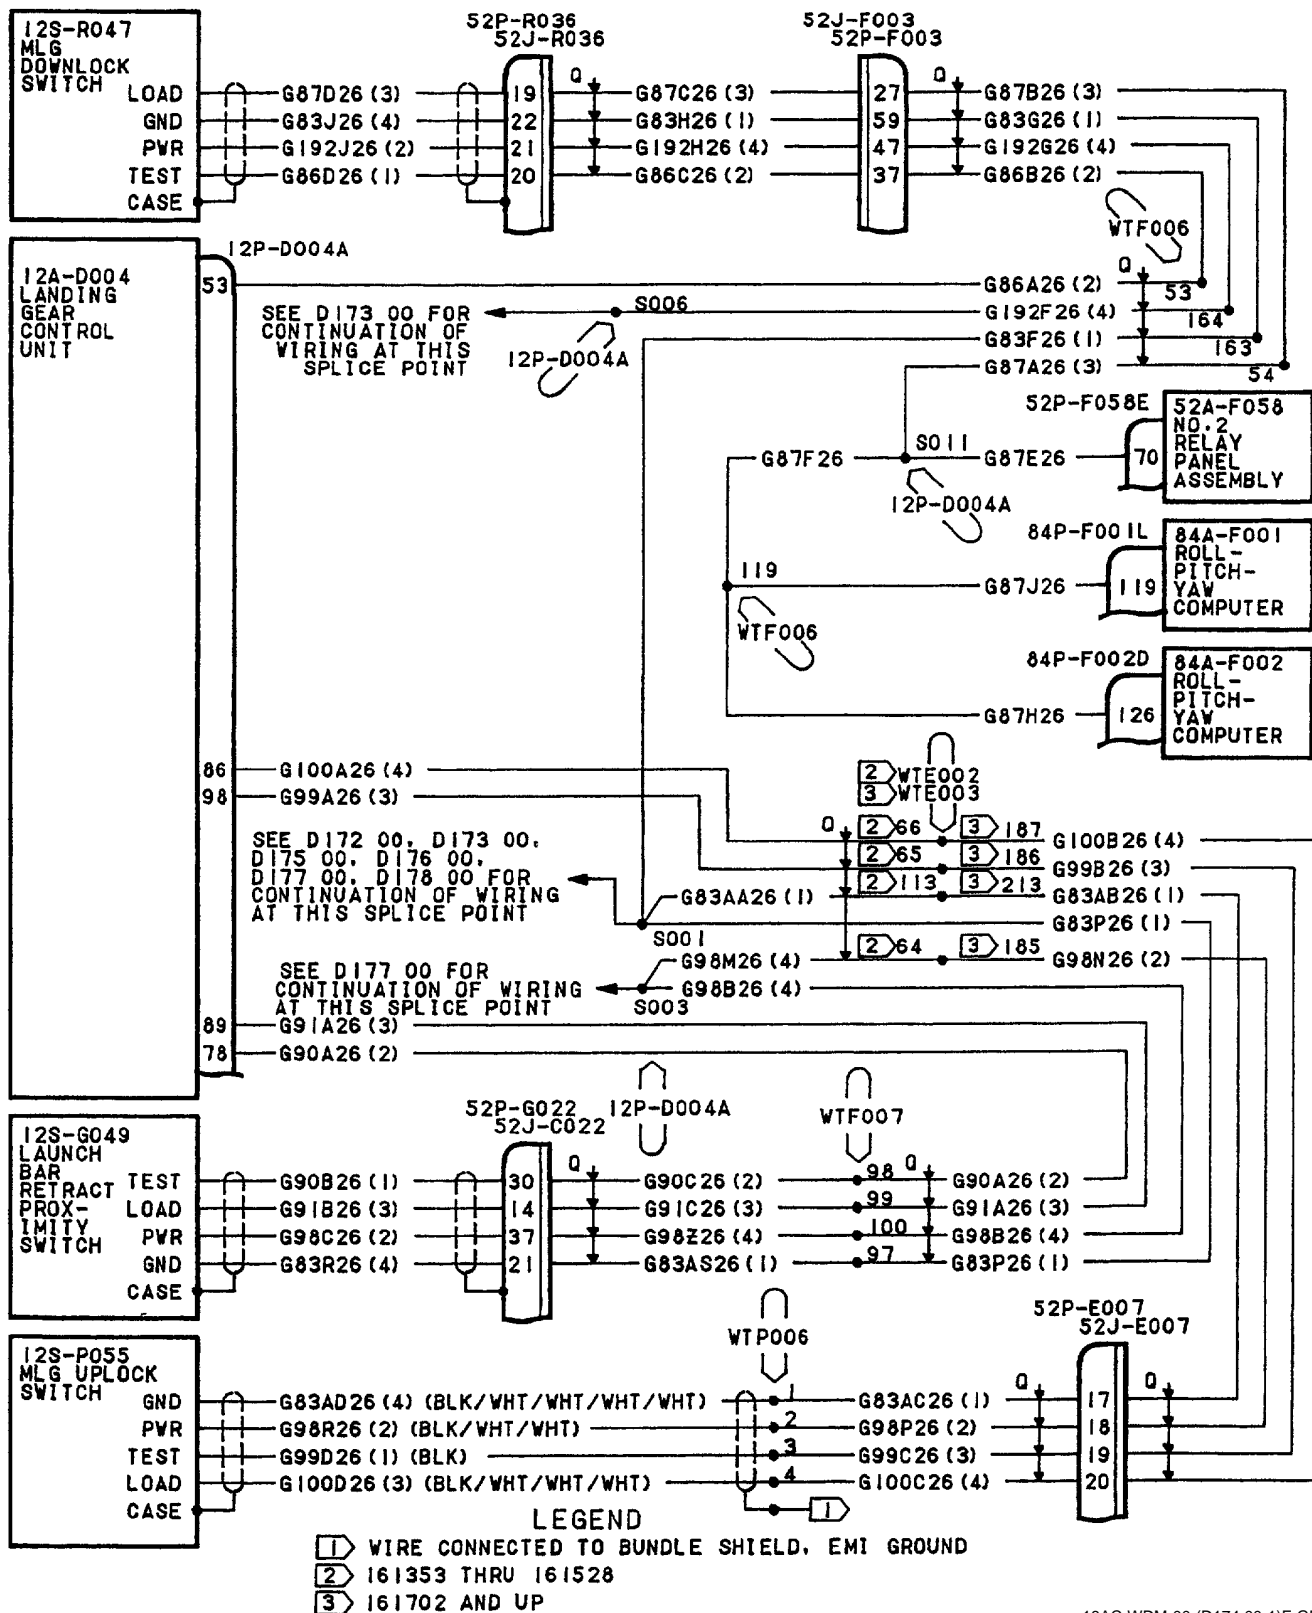 52P-R036
52J-R036
52J-F003
52P-F003
12S-R047
MLG
DOWNLOCK
SWITCH
LOAD G87D26 (3) 19 Q G87C26 (3) 27 Q G87B26 (3)
GND G83J26 (4) 22 G83H26 (1) 59 G83G26 (1)
PWR G192J26 (2) 21 G192H26 (4) 47 G192G26 (4)
TEST G86D26 (1) 20 G86C26 (2) 37 G86B26 (2)
CASE
WTF006
12P-D004A
12A-D004
LANDING
GEAR
CONTROL
UNIT
53 G86A26 (2) Q 53
SEE D173 00 FOR
CONTINUATION OF
WIRING AT THIS
SPLICE POINT
S006 G192F26 (4) 164
12P-D004A
G83F26 (1) 163
G87A26 (3) 54
52P-F058E
52A-F058
NO.2
RELAY
PANEL
ASSEMBLY
G87F26 S011 G87E26 70
12P-D004A
84P-F001L
84A-F001
ROLL-
PITCH-
YAW
COMPUTER
119 G87J26 119
WTF006
84P-F002D
84A-F002
ROLL-
PITCH-
YAW
COMPUTER
G87H26 126
86 G100A26 (4)
98 G99A26 (3)
2 WTE002
3 WTE003
Q 2 66 3 187 G100B26 (4)
2 65 3 186 G99B26 (3)
SEE D172 00, D173 00,
D175 00, D176 00,
D177 00, D178 00 FOR
CONTINUATION OF WIRING
AT THIS SPLICE POINT
G83AA26 (1) 2 113 3 213 G83AB26 (1)
S001 G83P26 (1)
G98M26 (4) 2 64 3 185 G98N26 (2)
SEE D177 00 FOR
CONTINUATION OF WIRING
AT THIS SPLICE POINT
G98B26 (4)
S003
89 G91A26 (3)
78 G90A26 (2)
52P-G022
52J-C022
12P-D004A
WTF007
12S-G049
LAUNCH
BAR
RETRACT
PROX-
IMITY
SWITCH
TEST G90B26 (1) 30 Q G90C26 (2) 98 Q G90A26 (2)
LOAD G91B26 (3) 14 G91C26 (3) 99 G91A26 (3)
PWR G98C26 (2) 37 G98Z26 (4) 100 G98B26 (4)
GND G83R26 (4) 21 G83AS26 (1) 97 G83P26 (1)
CASE
WTP006
52P-E007
52J-E007
12S-P055
MLG UPLOCK
SWITCH
GND G83AD26 (4) (BLK/WHT/WHT/WHT/WHT) 1 G83AC26 (1) Q 17 Q
PWR G98R26 (2) (BLK/WHT/WHT) 2 G98P26 (2) 18
TEST G99D26 (1) (BLK) 3 G99C26 (3) 19
LOAD G100D26 (3) (BLK/WHT/WHT/WHT) 4 G100C26 (4) 20
CASE 1
LEGEND
1 WIRE CONNECTED TO BUNDLE SHIELD, EMI GROUND
2 161353 THRU 161528
3 161702 AND UP